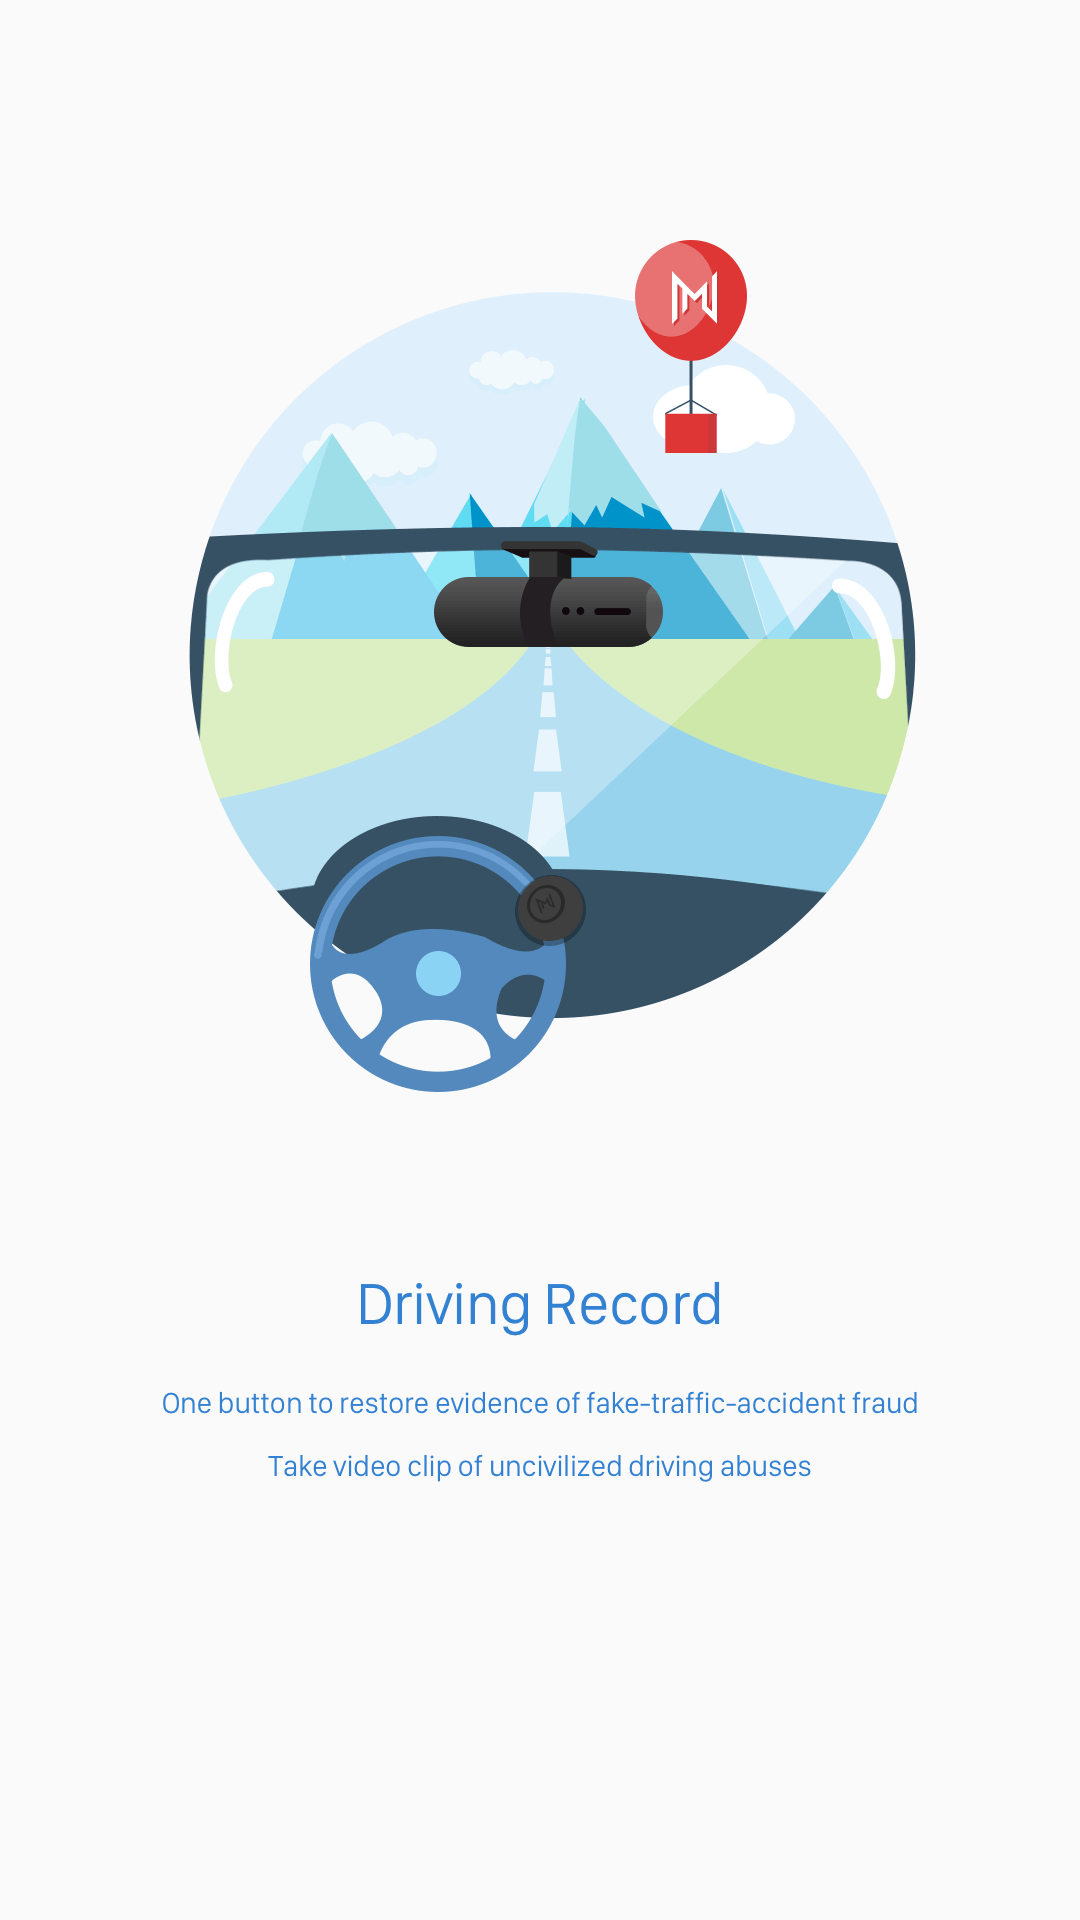 Driving Record
One button to restore evidence of fake-traffic-accident fraud
Take video clip of uncivilized driving abuses